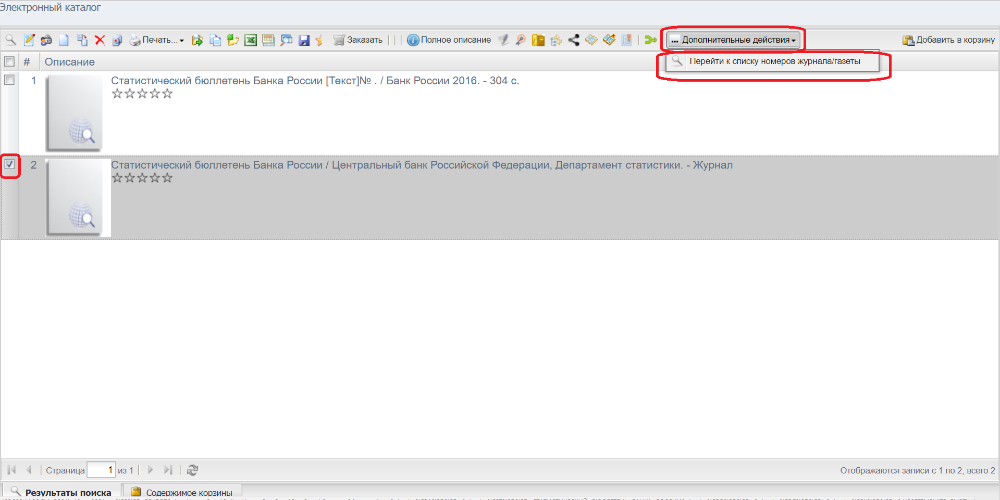 Электронный каталог
Печать... Заказать Полное описание ... Дополнительные действия Добавить в корзину
# Описание
Перейти к списку номеров журнала/газеты
1 Статистический бюллетень Банка России [Текст]№ . / Банк России 2016. - 304 с.
2 Статистический бюллетень Банка России / Центральный банк Российской Федерации, Департамент статистики. - Журнал
Страница 1 из 1 Отображаются записи с 1 по 2, всего 2
Результаты поиска Содержимое корзины